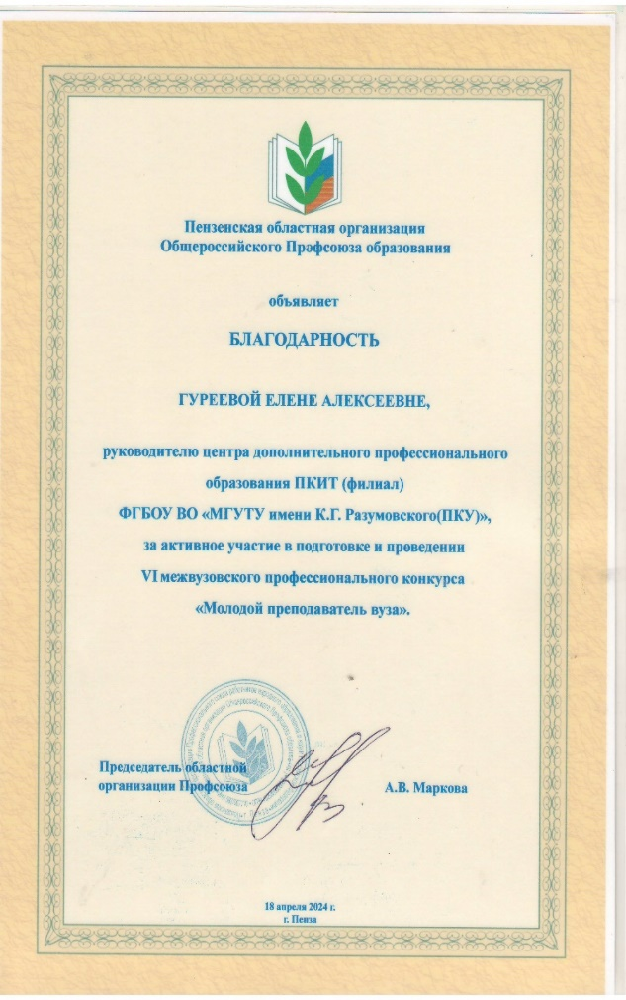 Пензенская областная организация
Общероссийского Профсоюза образования
объявляет
БЛАГОДАРНОСТЬ
ГУРЕЕВОЙ ЕЛЕНЕ АЛЕКСЕЕВНЕ,
руководителю центра дополнительного профессионального
образования ПКИТ (филиал)
ФГБОУ ВО «МГУТУ имени К.Г. Разумовского(ПКУ)»,
за активное участие в подготовке и проведении
VI межвузовского профессионального конкурса
«Молодой преподаватель вуза».
Председатель областной
организации Профсоюза
А.В. Маркова
18 апреля 2024 г.
г. Пенза